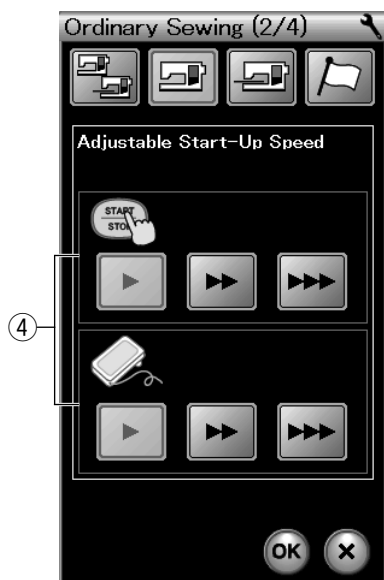 Ordinary Sewing (2/4)
Adjustable Start-Up Speed
START
STOP
④
OK